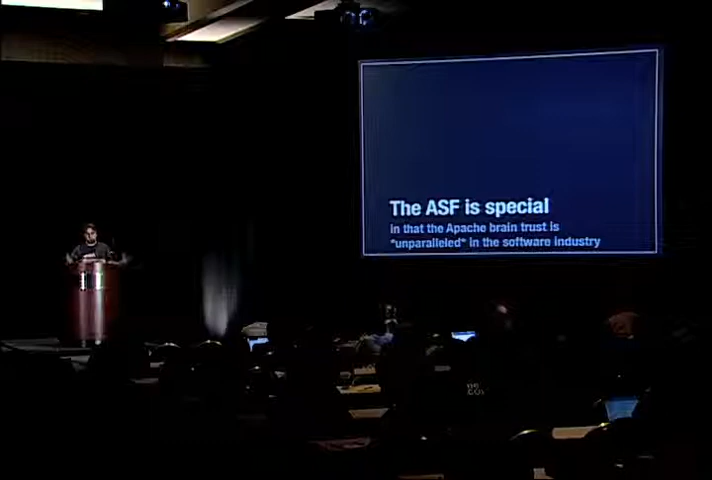 The ASF is special
in that the Apache brain trust is
*unparalleled* in the software industry